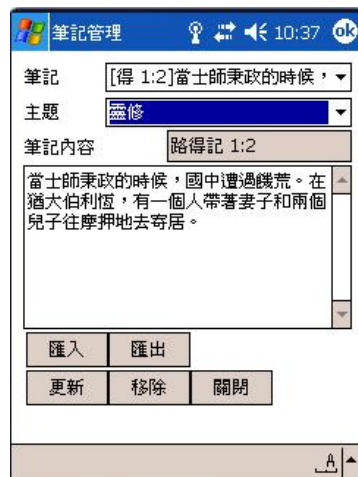 筆記管理 10:37 ok
筆記 [得 1:2]當士師秉政的時候，
主題 靈修
筆記內容 路得記 1:2
當士師秉政的時候，國中遭遇饑荒。在
猶大伯利恆，有一個人帶著妻子和兩個
兒子往摩押地去寄居。
匯入 匯出
更新 移除 關閉
A